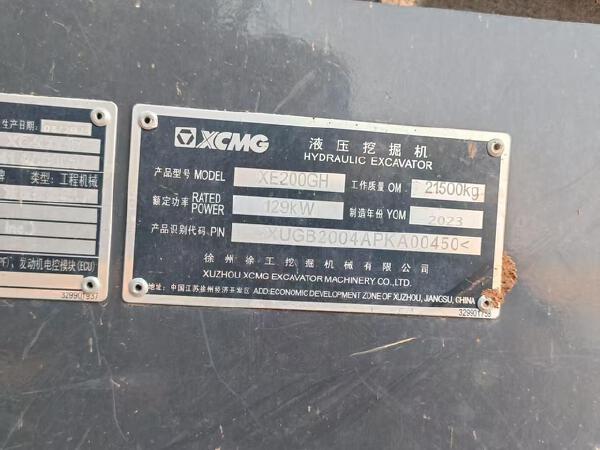 生产日期:
类型: 工程机械
Inc.)
PF)、发动机电控模块(ECU)
329901937
XCMG 液压挖掘机
HYDRAULIC EXCAVATOR
产品型号 MODEL XE200GH 工作质量 OM 21500kg
额定功率 RATED POWER 129kW 制造年份 YOM 2023
产品识别代码 PIN XUGB2004APKA00450<
徐州徐工挖掘机械有限公司
XUZHOU XCMG EXCAVATOR MACHINERY CO., LTD.
地址: 中国江苏徐州经济开发区 ADD:ECONOMIC DEVELOPMENT ZONE OF XUZHOU, JIANGSU, CHINA